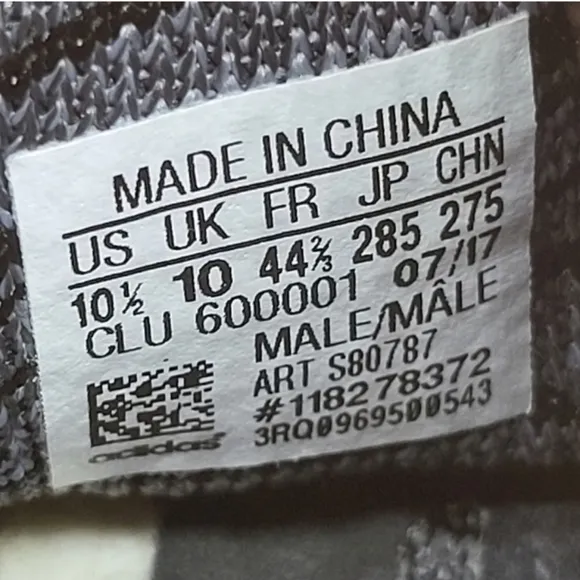 MADE IN CHINA
US UK FR JP CHN
10½ 10 44⅔ 285 275
CLU 600001 07/17
MALE/MÂLE
ART S80787
#118278372
3RQ0969500543
adidas